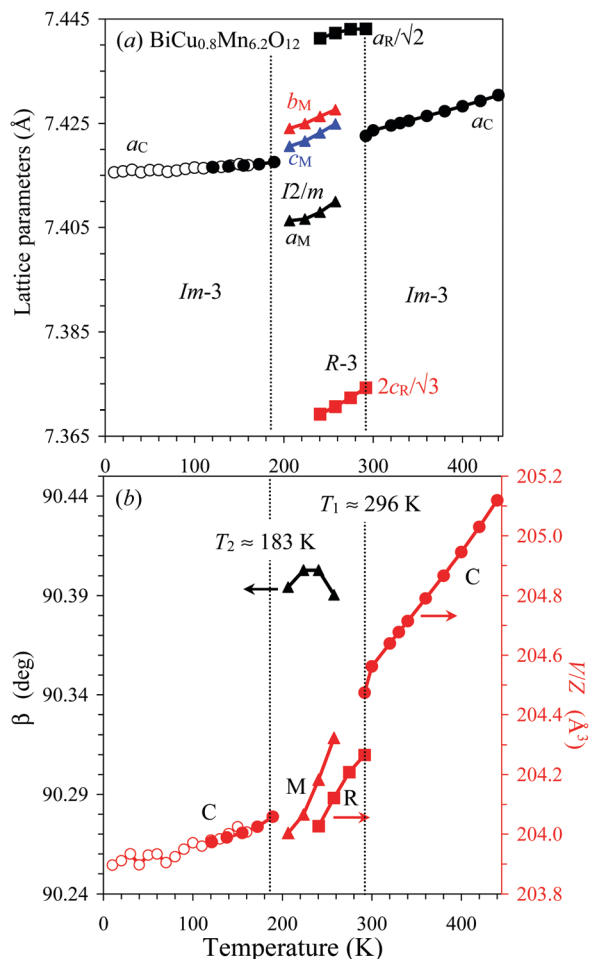 7.445
7.425
7.405
7.385
7.365
Lattice parameters (Å)
(a) BiCu₀.₈Mn₆.₂O₁₂
aR/√2
bM
cM
aC
aC
I2/m
aM
Im-3
Im-3
R-3
2cR/√3
0 100 200 300 400
(b)
T₁ ≈ 296 K
T₂ ≈ 183 K
90.44
90.39
90.34
90.29
90.24
β (deg)
C
C
M
R
205.2
205.0
204.8
204.6
204.4
204.2
204.0
203.8
V/Z (Å³)
0 100 200 300 400
Temperature (K)